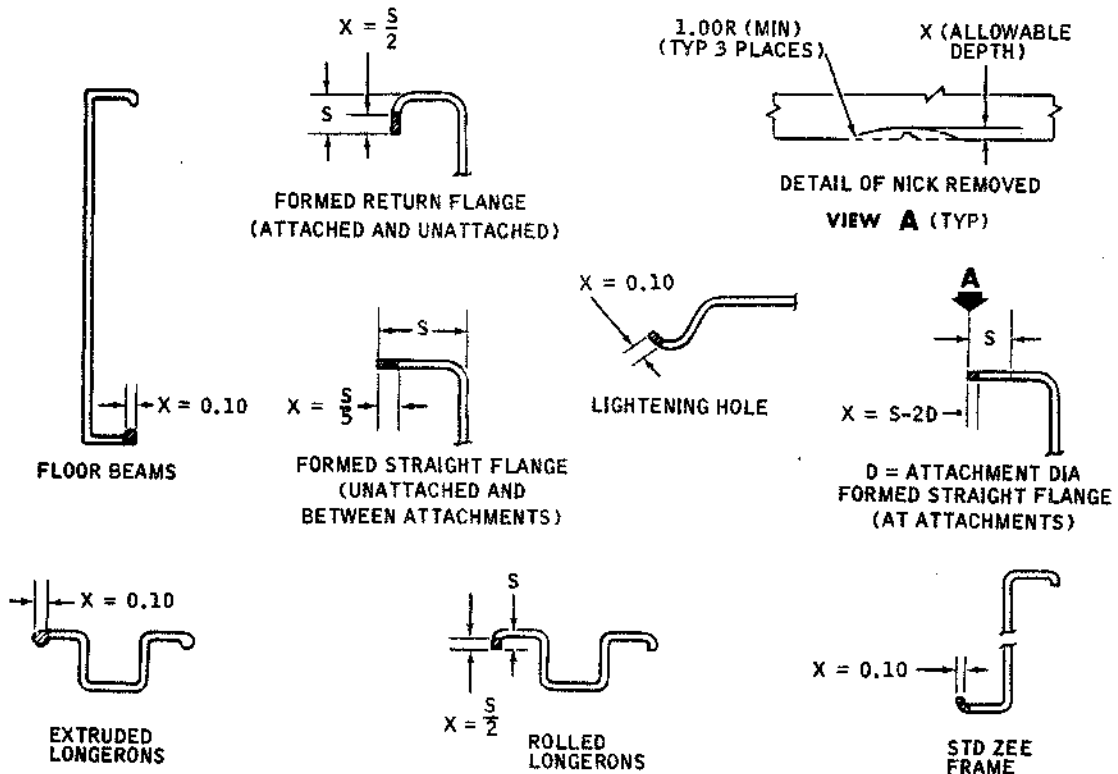 X = S/2
S
FORMED RETURN FLANGE
(ATTACHED AND UNATTACHED)
1.00R (MIN)
(TYP 3 PLACES)
X (ALLOWABLE
DEPTH)
DETAIL OF NICK REMOVED
VIEW A (TYP)
X = 0.10
FLOOR BEAMS
S
X = S/5
FORMED STRAIGHT FLANGE
(UNATTACHED AND
BETWEEN ATTACHMENTS)
X = 0.10
LIGHTENING HOLE
A
S
X = S-2D
D = ATTACHMENT DIA
FORMED STRAIGHT FLANGE
(AT ATTACHMENTS)
X = 0.10
EXTRUDED
LONGERONS
S
X = S/2
ROLLED
LONGERONS
X = 0.10
STD ZEE
FRAME